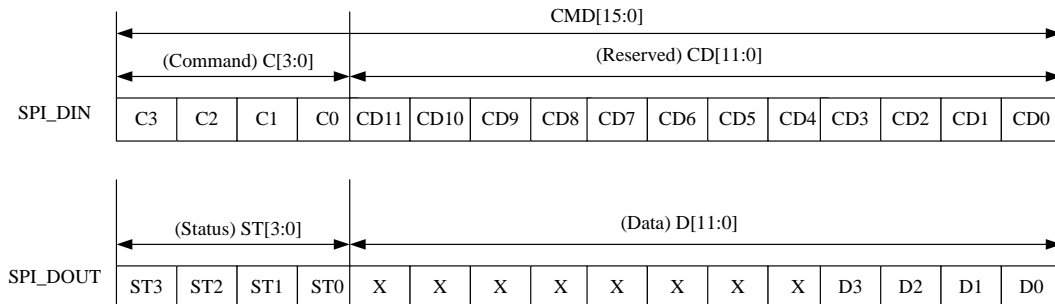 CMD[15:0]
(Command) C[3:0] (Reserved) CD[11:0]
SPI_DIN C3 C2 C1 C0 CD11 CD10 CD9 CD8 CD7 CD6 CD5 CD4 CD3 CD2 CD1 CD0
(Status) ST[3:0] (Data) D[11:0]
SPI_DOUT ST3 ST2 ST1 ST0 X X X X X X X X D3 D2 D1 D0